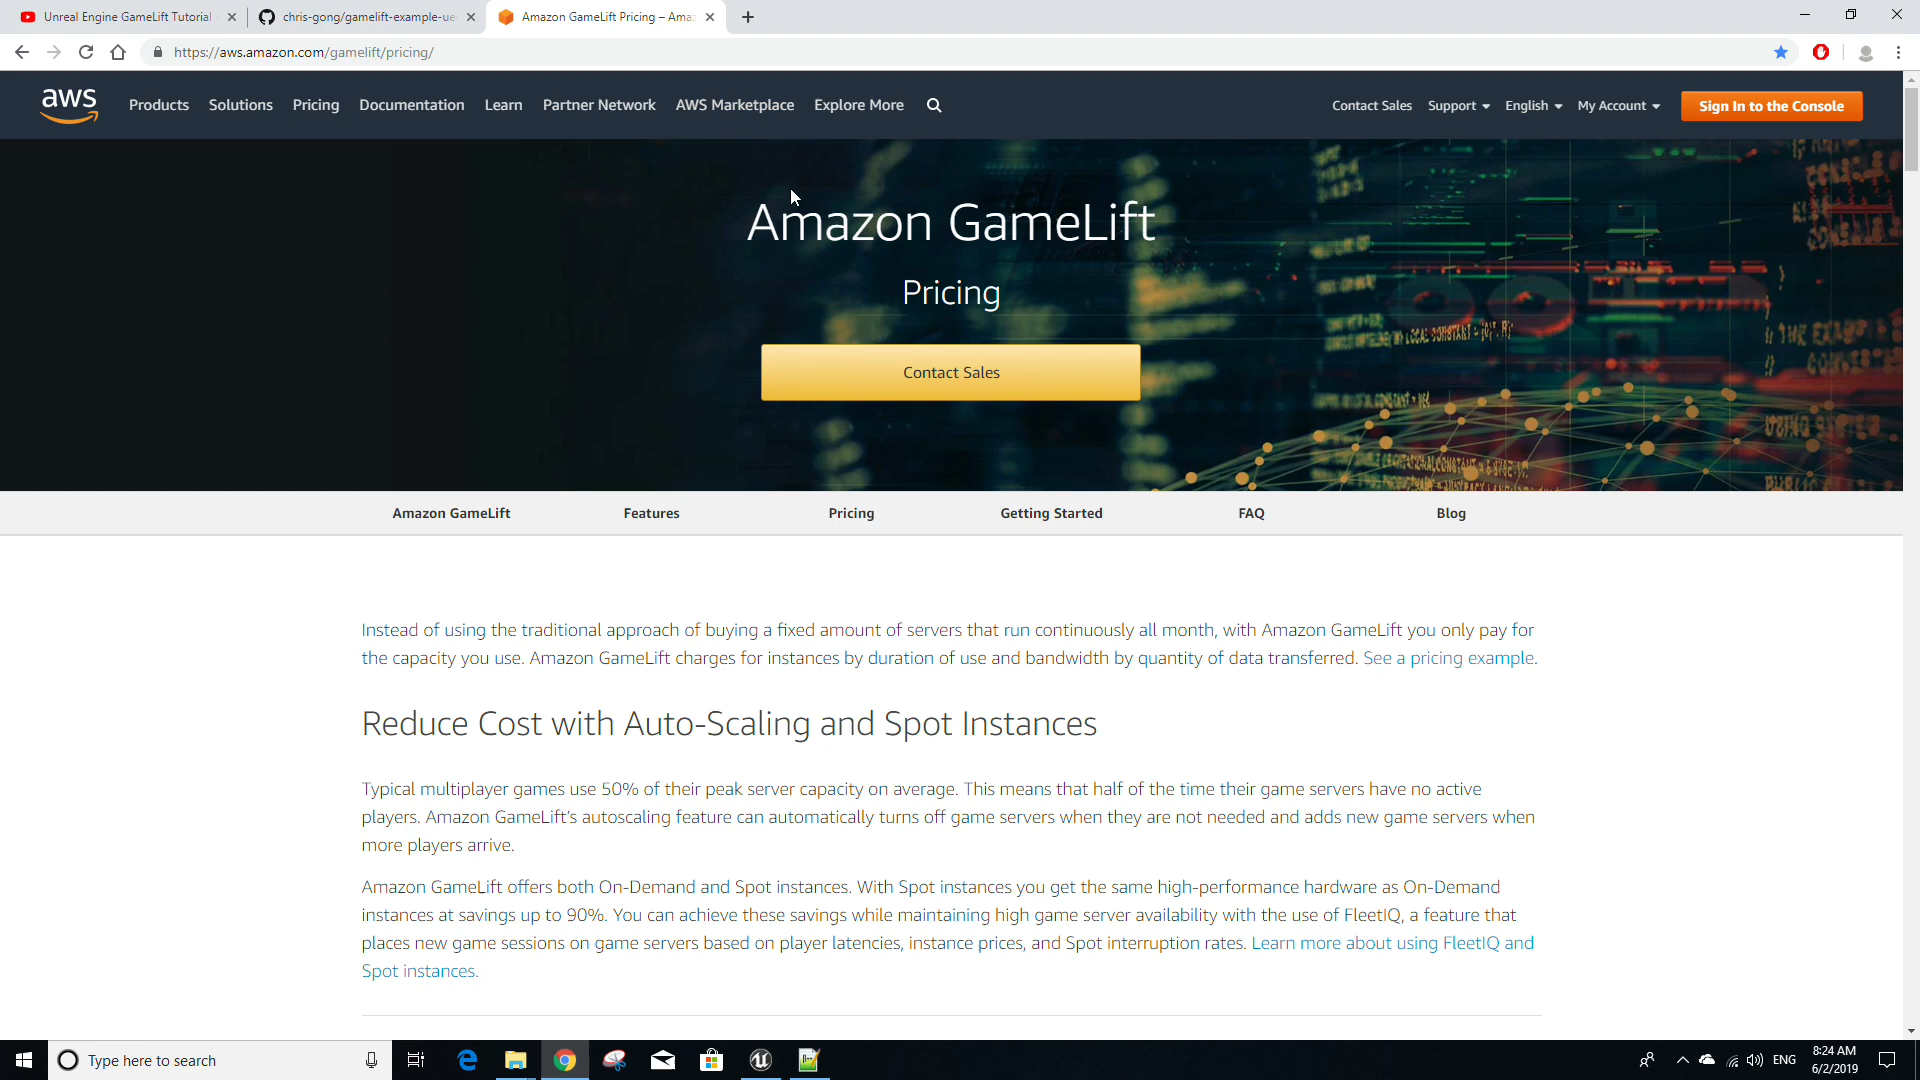 Unreal Engine GameLift Tutorial
chris-gong/gamelift-example-ue
Amazon GameLift Pricing – Ama
https://aws.amazon.com/gamelift/pricing/
aws
Products Solutions Pricing Documentation Learn Partner Network AWS Marketplace Explore More
Contact Sales Support English My Account Sign In to the Console
Amazon GameLift
Pricing
Contact Sales
Amazon GameLift Features Pricing Getting Started FAQ Blog
Instead of using the traditional approach of buying a fixed amount of servers that run continuously all month, with Amazon GameLift you only pay for
the capacity you use. Amazon GameLift charges for instances by duration of use and bandwidth by quantity of data transferred. See a pricing example.
Reduce Cost with Auto-Scaling and Spot Instances
Typical multiplayer games use 50% of their peak server capacity on average. This means that half of the time their game servers have no active
players. Amazon GameLift's autoscaling feature can automatically turns off game servers when they are not needed and adds new game servers when
more players arrive.
Amazon GameLift offers both On-Demand and Spot instances. With Spot instances you get the same high-performance hardware as On-Demand
instances at savings up to 90%. You can achieve these savings while maintaining high game server availability with the use of FleetIQ, a feature that
places new game sessions on game servers based on player latencies, instance prices, and Spot interruption rates. Learn more about using FleetIQ and
Spot instances.
Type here to search
ENG
8:24 AM
6/2/2019